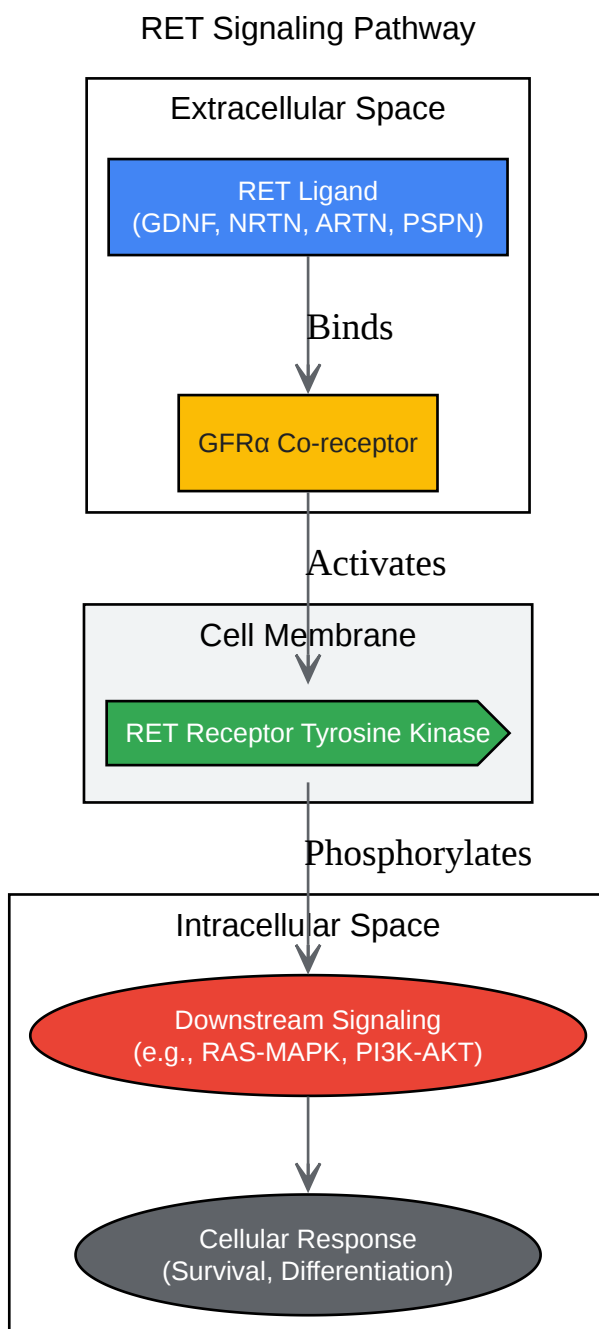 RET Signaling Pathway
Extracellular Space
RET Ligand
(GDNF, NRTN, ARTN, PSPN)
Binds
GFRα Co-receptor
Activates
Cell Membrane
RET Receptor Tyrosine Kinase
Phosphorylates
Intracellular Space
Downstream Signaling
(e.g., RAS-MAPK, PI3K-AKT)
Cellular Response
(Survival, Differentiation)